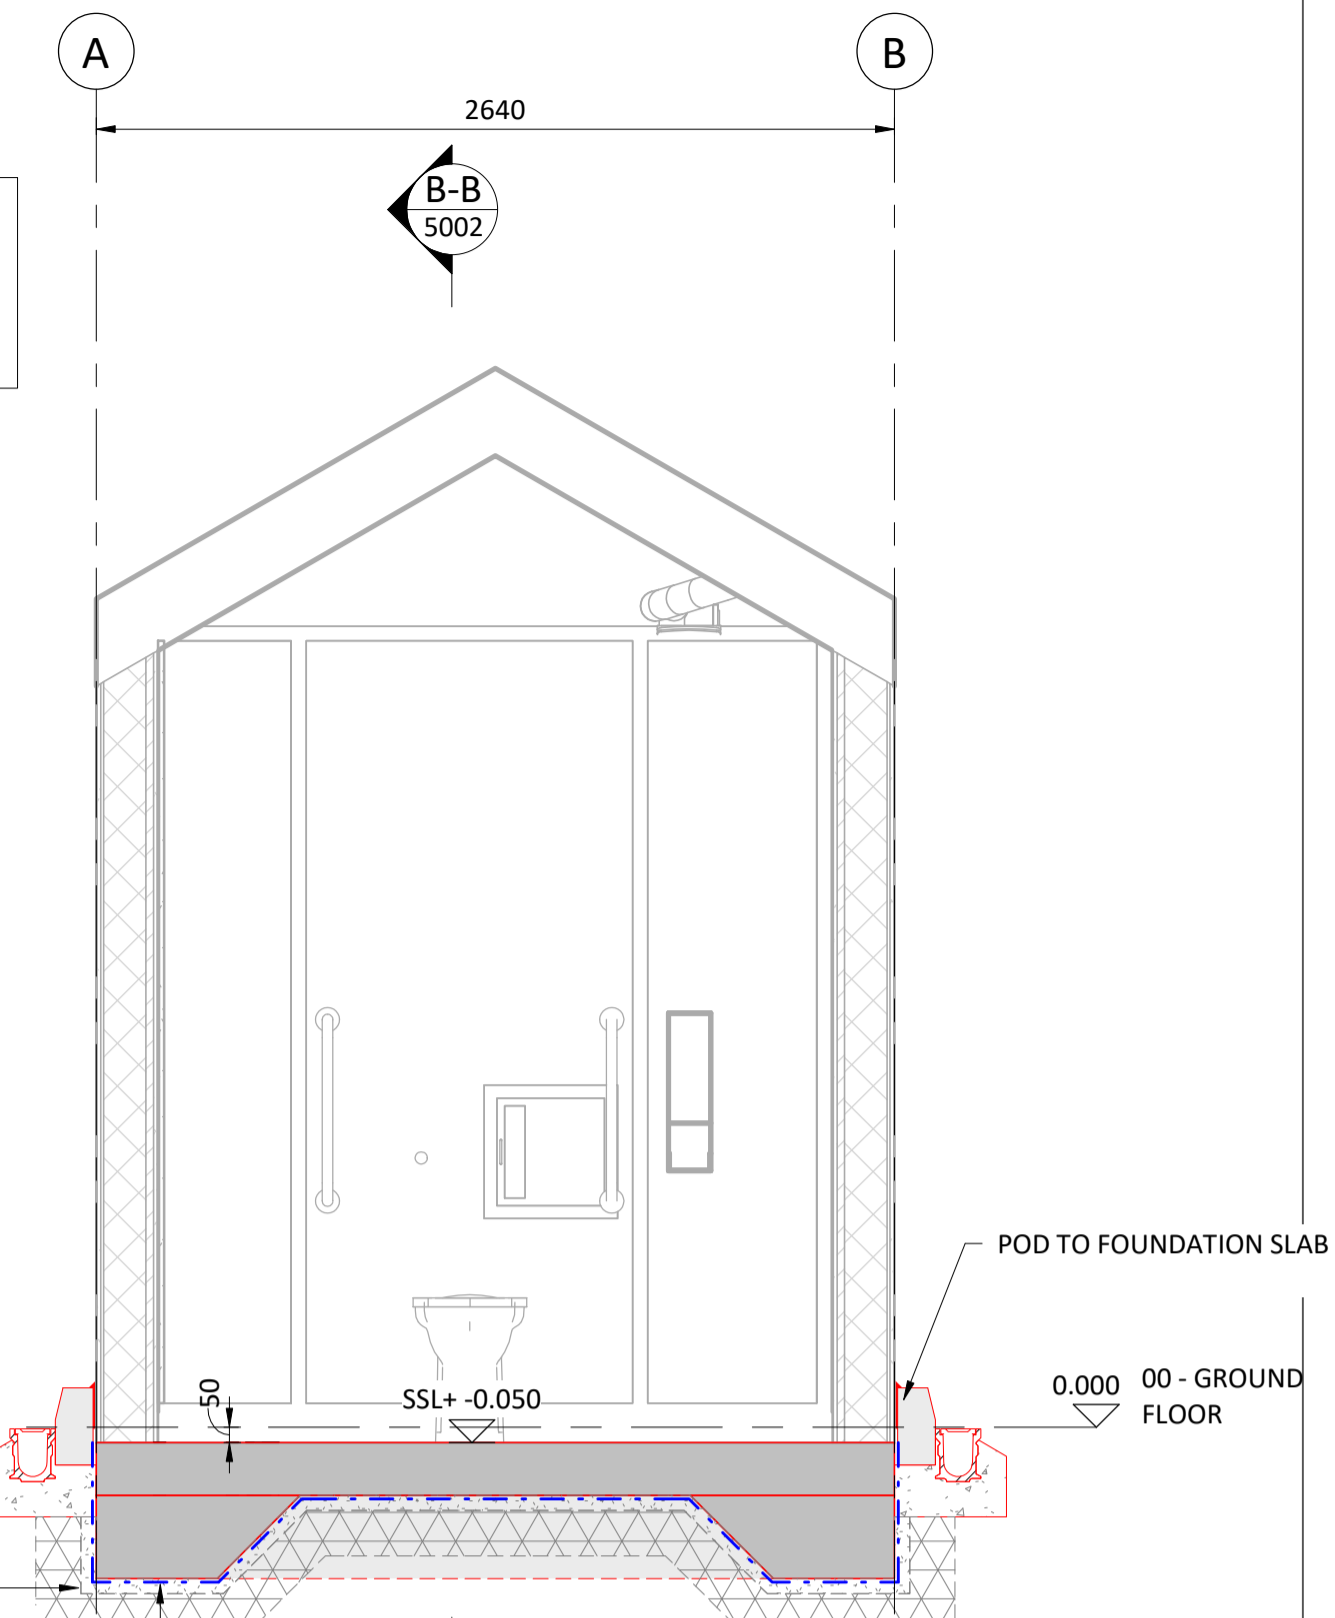 A
B
2640
B-B
5002
POD TO FOUNDATION SLAB
0.000
00 - GROUND
FLOOR
50
SSL+ -0.050